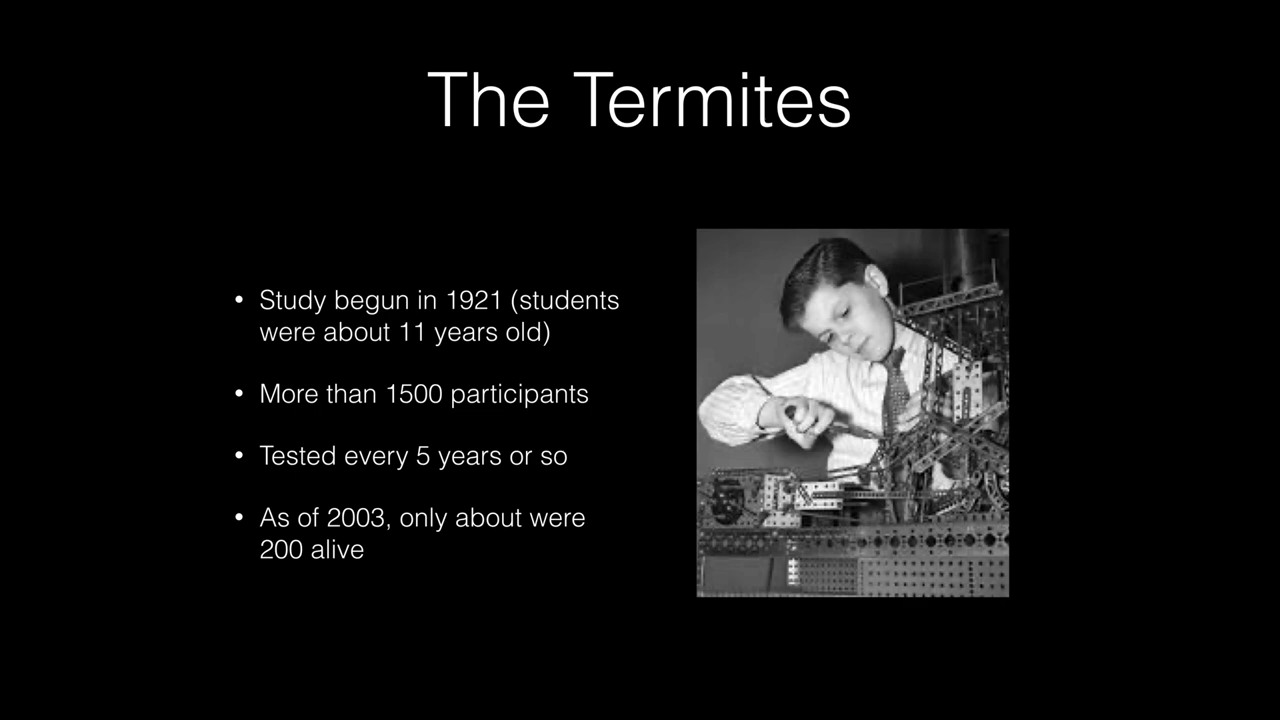 The Termites
• Study begun in 1921 (students
were about 11 years old)
• More than 1500 participants
• Tested every 5 years or so
• As of 2003, only about were
200 alive